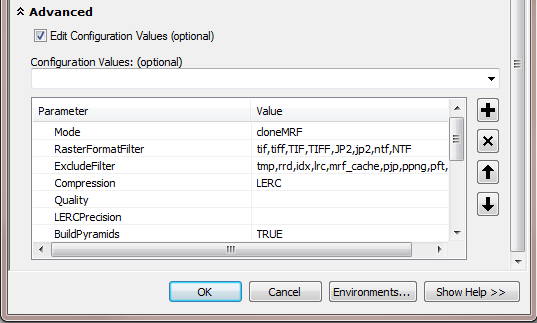 Advanced
Edit Configuration Values (optional)
Configuration Values: (optional)
Parameter Value
Mode cloneMRF
RasterFormatFilter tif,tiff,TIF,TIFF,JP2,jp2,ntf,NTF
ExcludeFilter tmp,rrd,idx,lrc,mrf_cache,pjp,ppng,pft,
Compression LERC
Quality
LERCPrecision
BuildPyramids TRUE
OK Cancel Environments... Show Help >>